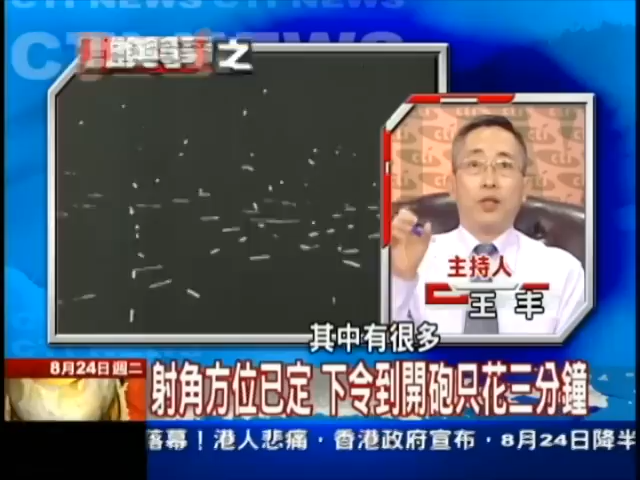 CTI NEWS
CTI NEWS
之
主持人
王 丰
其中有很多
8月24日週二
射角方位已定 下令到開砲只花三分鐘
落幕！港人悲痛．香港政府宣布．8月24日降半